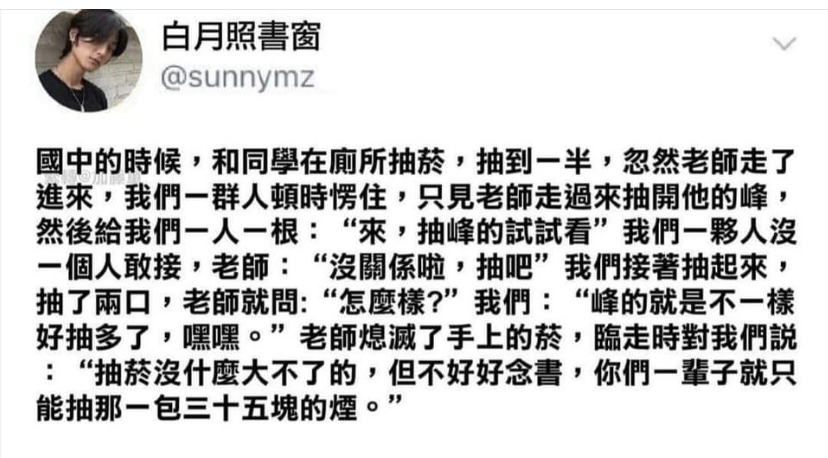 白月照書窗
@sunnymz
國中的時候，和同學在廁所抽菸，抽到一半，忽然老師走了
進來，我們一群人頓時愣住，只見老師走過來抽開他的峰，
然後給我們一人一根：“來，抽峰的試試看”我們一夥人沒
一個人敢接，老師：“沒關係啦，抽吧”我們接著抽起來，
抽了兩口，老師就問:“怎麼樣?”我們：“峰的就是不一樣
好抽多了，嘿嘿。”老師熄滅了手上的菸，臨走時對我們説
：“抽菸沒什麼大不了的，但不好好念書，你們一輩子就只
能抽那一包三十五塊的煙。”